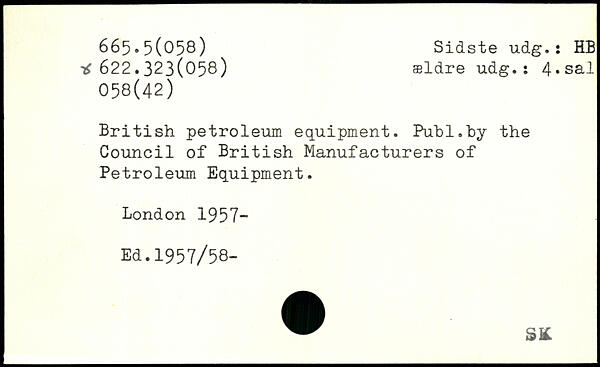 665.5(058) Sidste udg.: HB
622.323(058) ældre udg.: 4.sal
058(42)
British petroleum equipment. Publ.by the
Council of British Manufacturers of
Petroleum Equipment.
London 1957-
Ed.1957/58-
SK